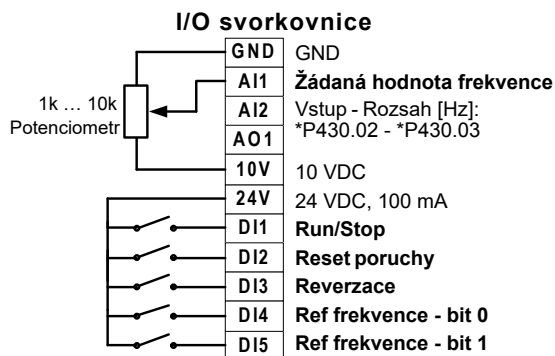 I/O svorkovnice
GND GND
AI1 Žádaná hodnota frekvence
1k ... 10k
Potenciometr
AI2 Vstup - Rozsah [Hz]:
*P430.02 - *P430.03
AO1
10V 10 VDC
24V 24 VDC, 100 mA
DI1 Run/Stop
DI2 Reset poruchy
DI3 Reverzace
DI4 Ref frekvence - bit 0
DI5 Ref frekvence - bit 1